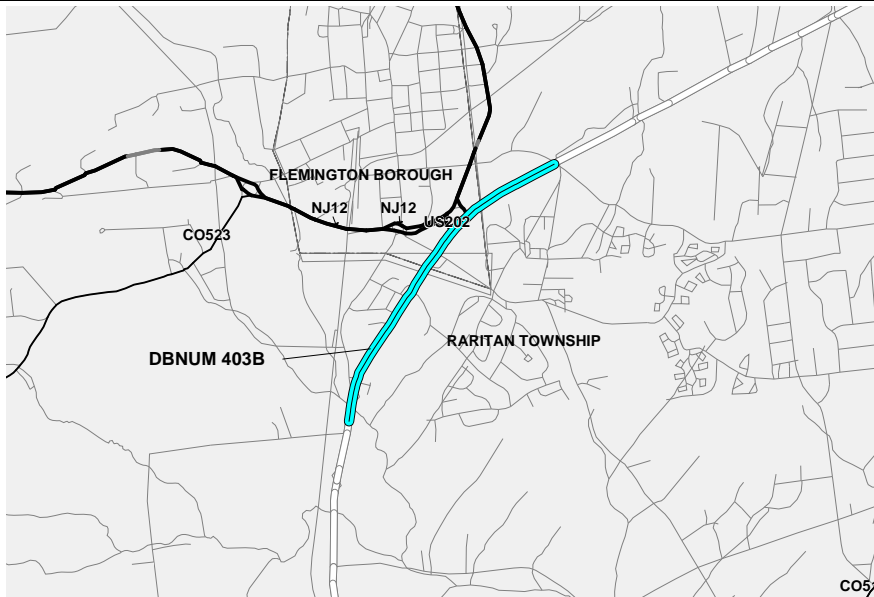 FLEMINGTON BOROUGH
NJ12 NJ12
US202
CO523
RARITAN TOWNSHIP
DBNUM 403B